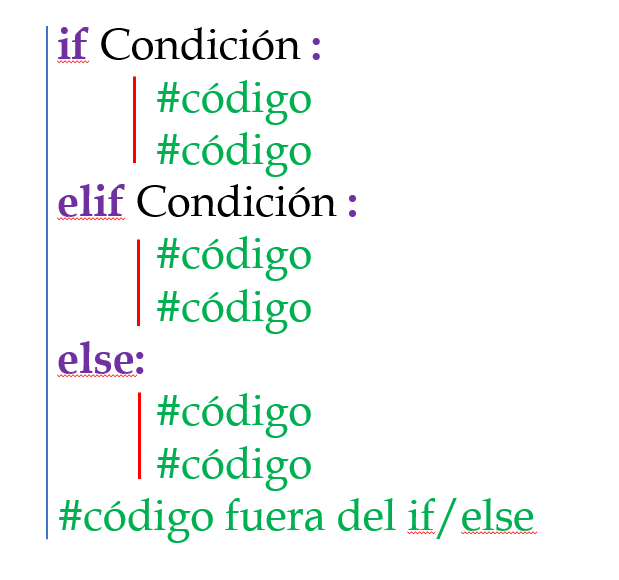 if Condición :
#código
#código
elif Condición :
#código
#código
else:
#código
#código
#código fuera del if/else